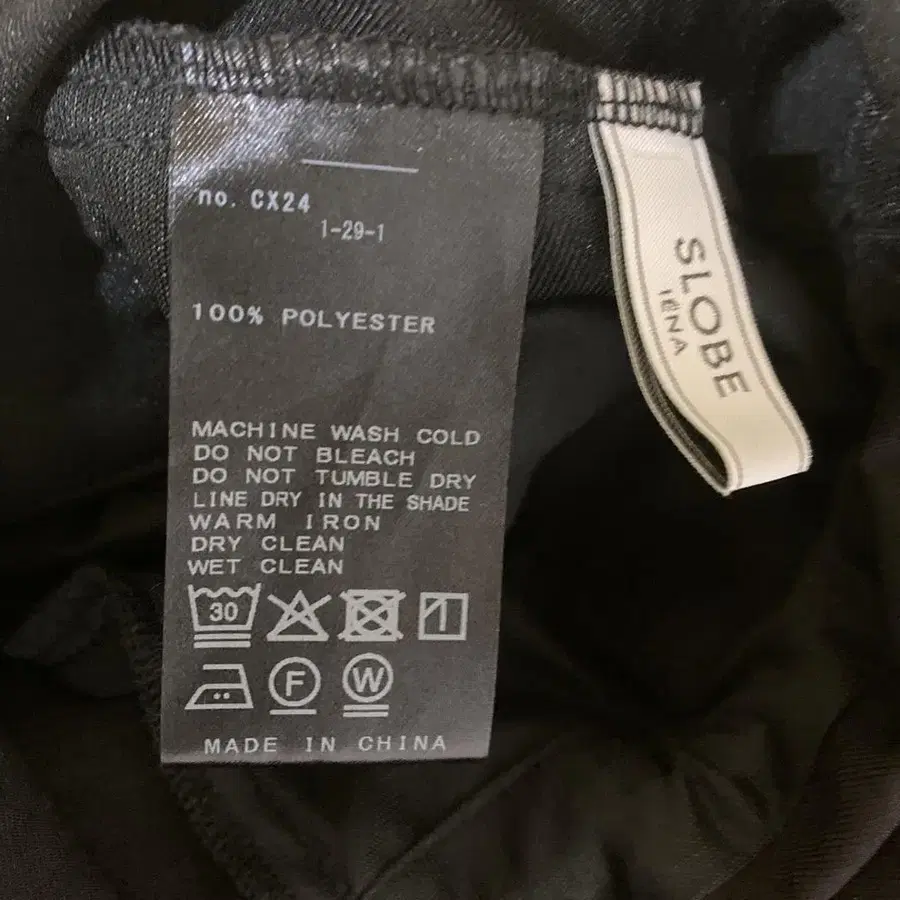 no. CX24
1-29-1
100% POLYESTER
MACHINE WASH COLD
DO NOT BLEACH
DO NOT TUMBLE DRY
LINE DRY IN THE SHADE
WARM IRON
DRY CLEAN
WET CLEAN
30
F W
MADE IN CHINA
SLOBE
IÉNA